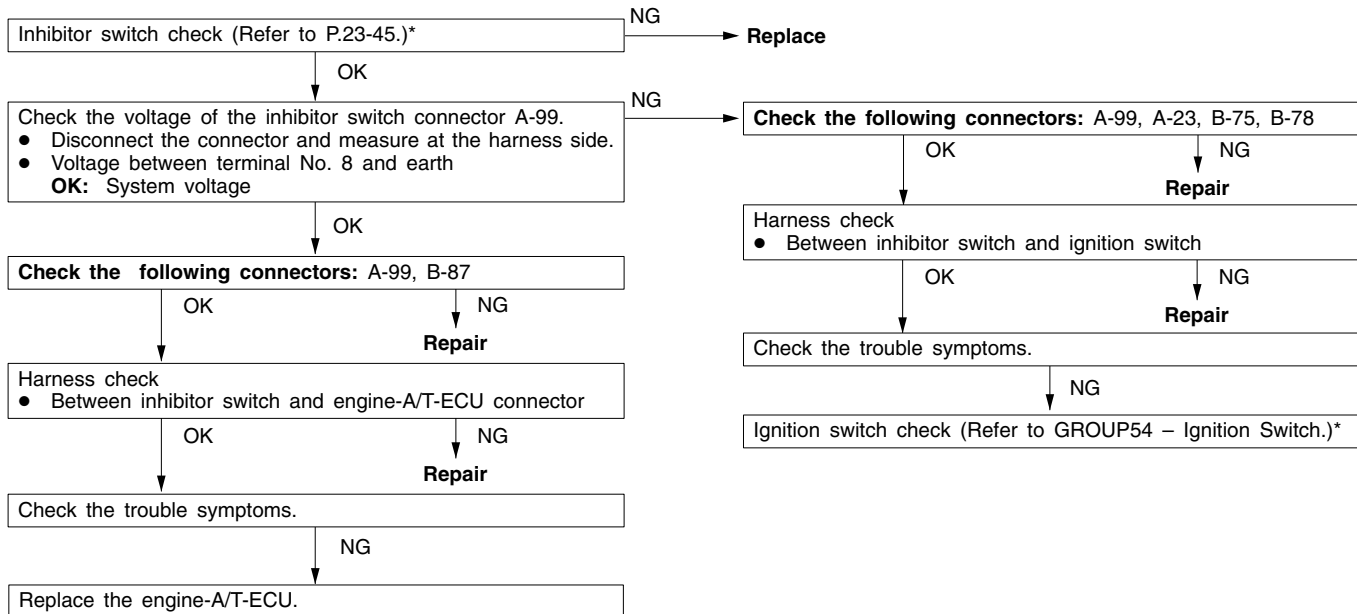 Inhibitor switch check (Refer to P.23-45.)*
NG
Replace
OK
Check the voltage of the inhibitor switch connector A-99.
● Disconnect the connector and measure at the harness side.
● Voltage between terminal No. 8 and earth
OK: System voltage
NG
Check the following connectors: A-99, A-23, B-75, B-78
OK
NG
Repair
Harness check
● Between inhibitor switch and ignition switch
OK
NG
Repair
Check the trouble symptoms.
NG
Ignition switch check (Refer to GROUP54 – Ignition Switch.)*
OK
Check the following connectors: A-99, B-87
OK
NG
Repair
Harness check
● Between inhibitor switch and engine-A/T-ECU connector
OK
NG
Repair
Check the trouble symptoms.
NG
Replace the engine-A/T-ECU.